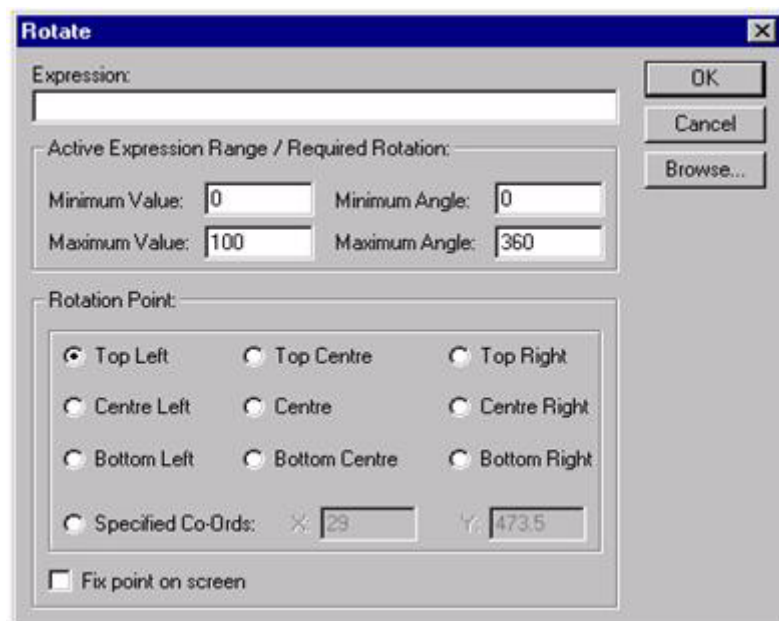 Rotate
Expression:
OK
Cancel
Browse...
Active Expression Range / Required Rotation:
Minimum Value: 0 Minimum Angle: 0
Maximum Value: 100 Maximum Angle: 360
Rotation Point:
Top Left Top Centre Top Right
Centre Left Centre Centre Right
Bottom Left Bottom Centre Bottom Right
Specified Co-Ords: X: 29 Y: 473.5
Fix point on screen